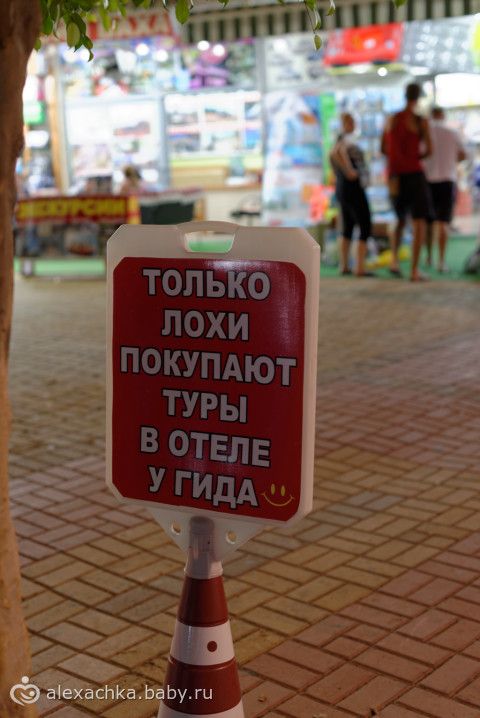 ЭКСКУРСИИ
ТОЛЬКО
ЛОХИ
ПОКУПАЮТ
ТУРЫ
В ОТЕЛЕ
У ГИДА
alexachka.baby.ru